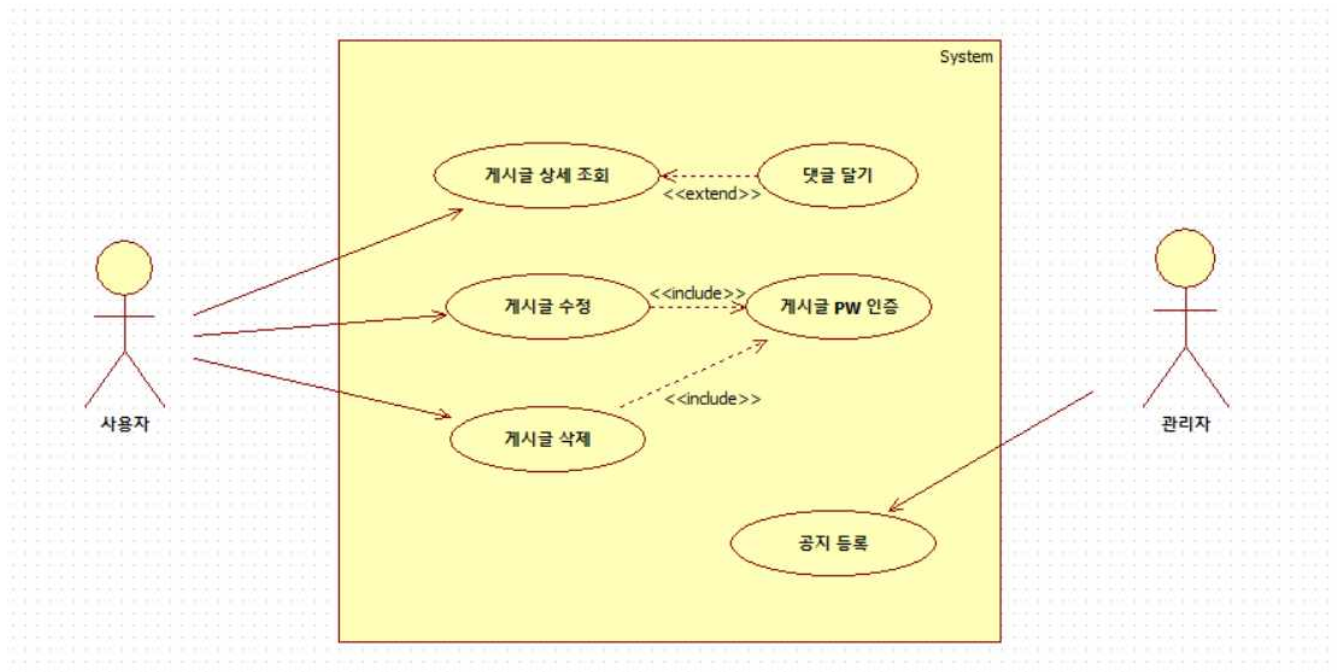 System
게시글 상세 조회
댓글 달기
<<extend>>
게시글 수정
<<include>>
게시글 PW 인증
<<include>>
게시글 삭제
사용자
관리자
공지 등록